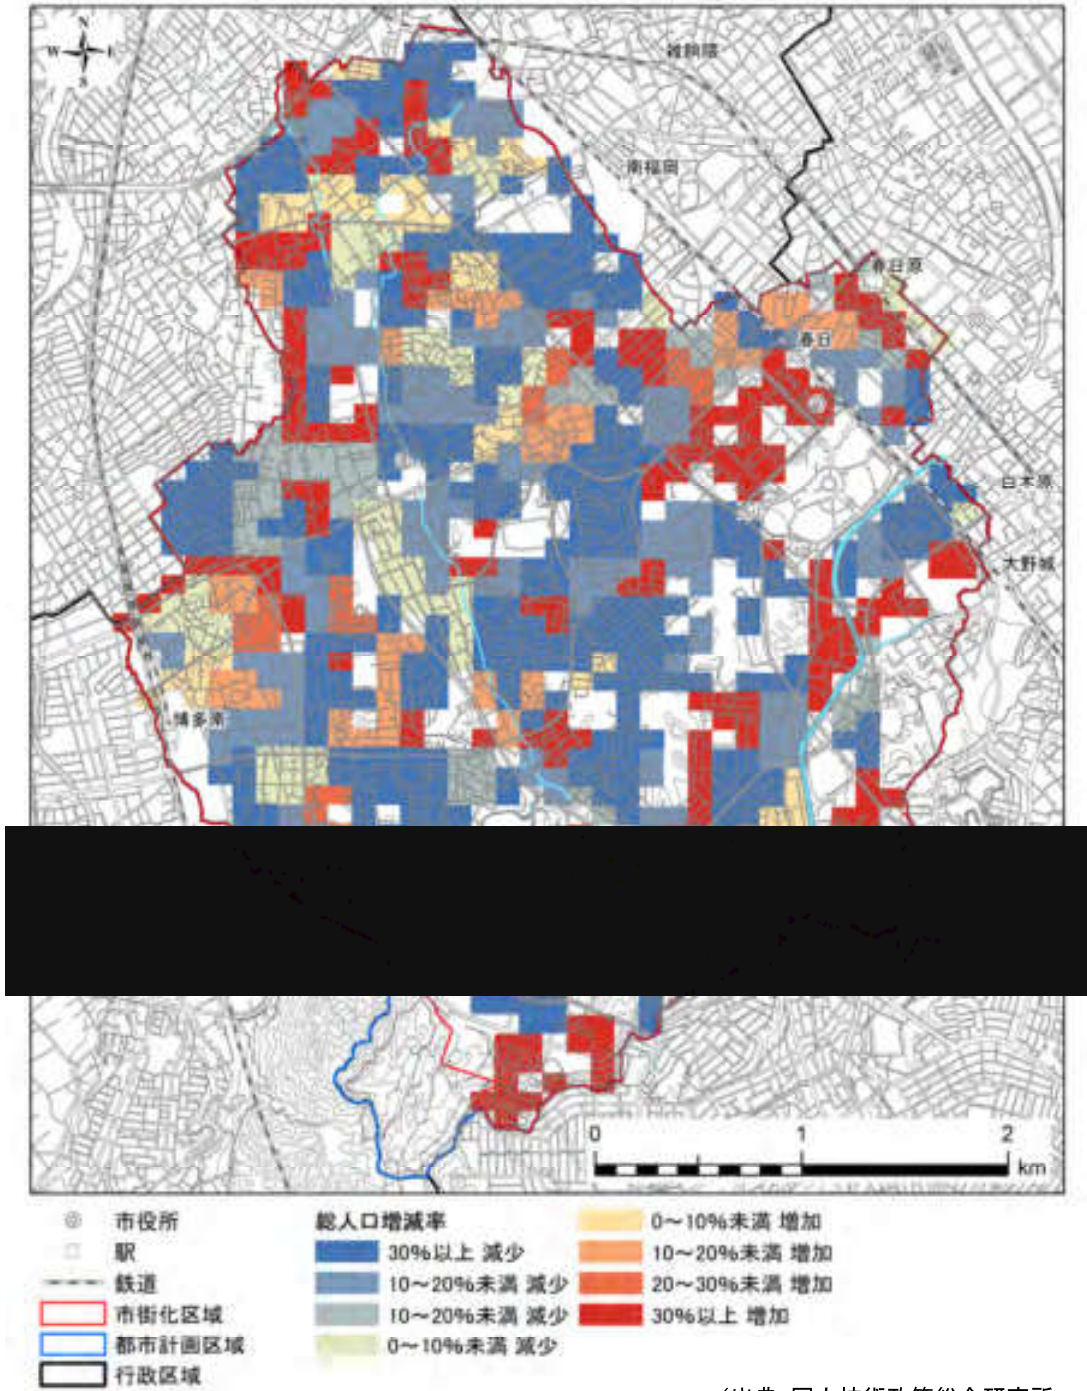 N
W E
S
雑餉隈
南福岡
春日原
春日
白木原
大野城
博多南
0 1 2
km
市役所
駅
鉄道
市街化区域
都市計画区域
行政区域
総人口増減率
30%以上 減少
10~20%未満 減少
10~20%未満 減少
0~10%未満 減少
0~10%未満 増加
10~20%未満 増加
20~30%未満 増加
30%以上 増加